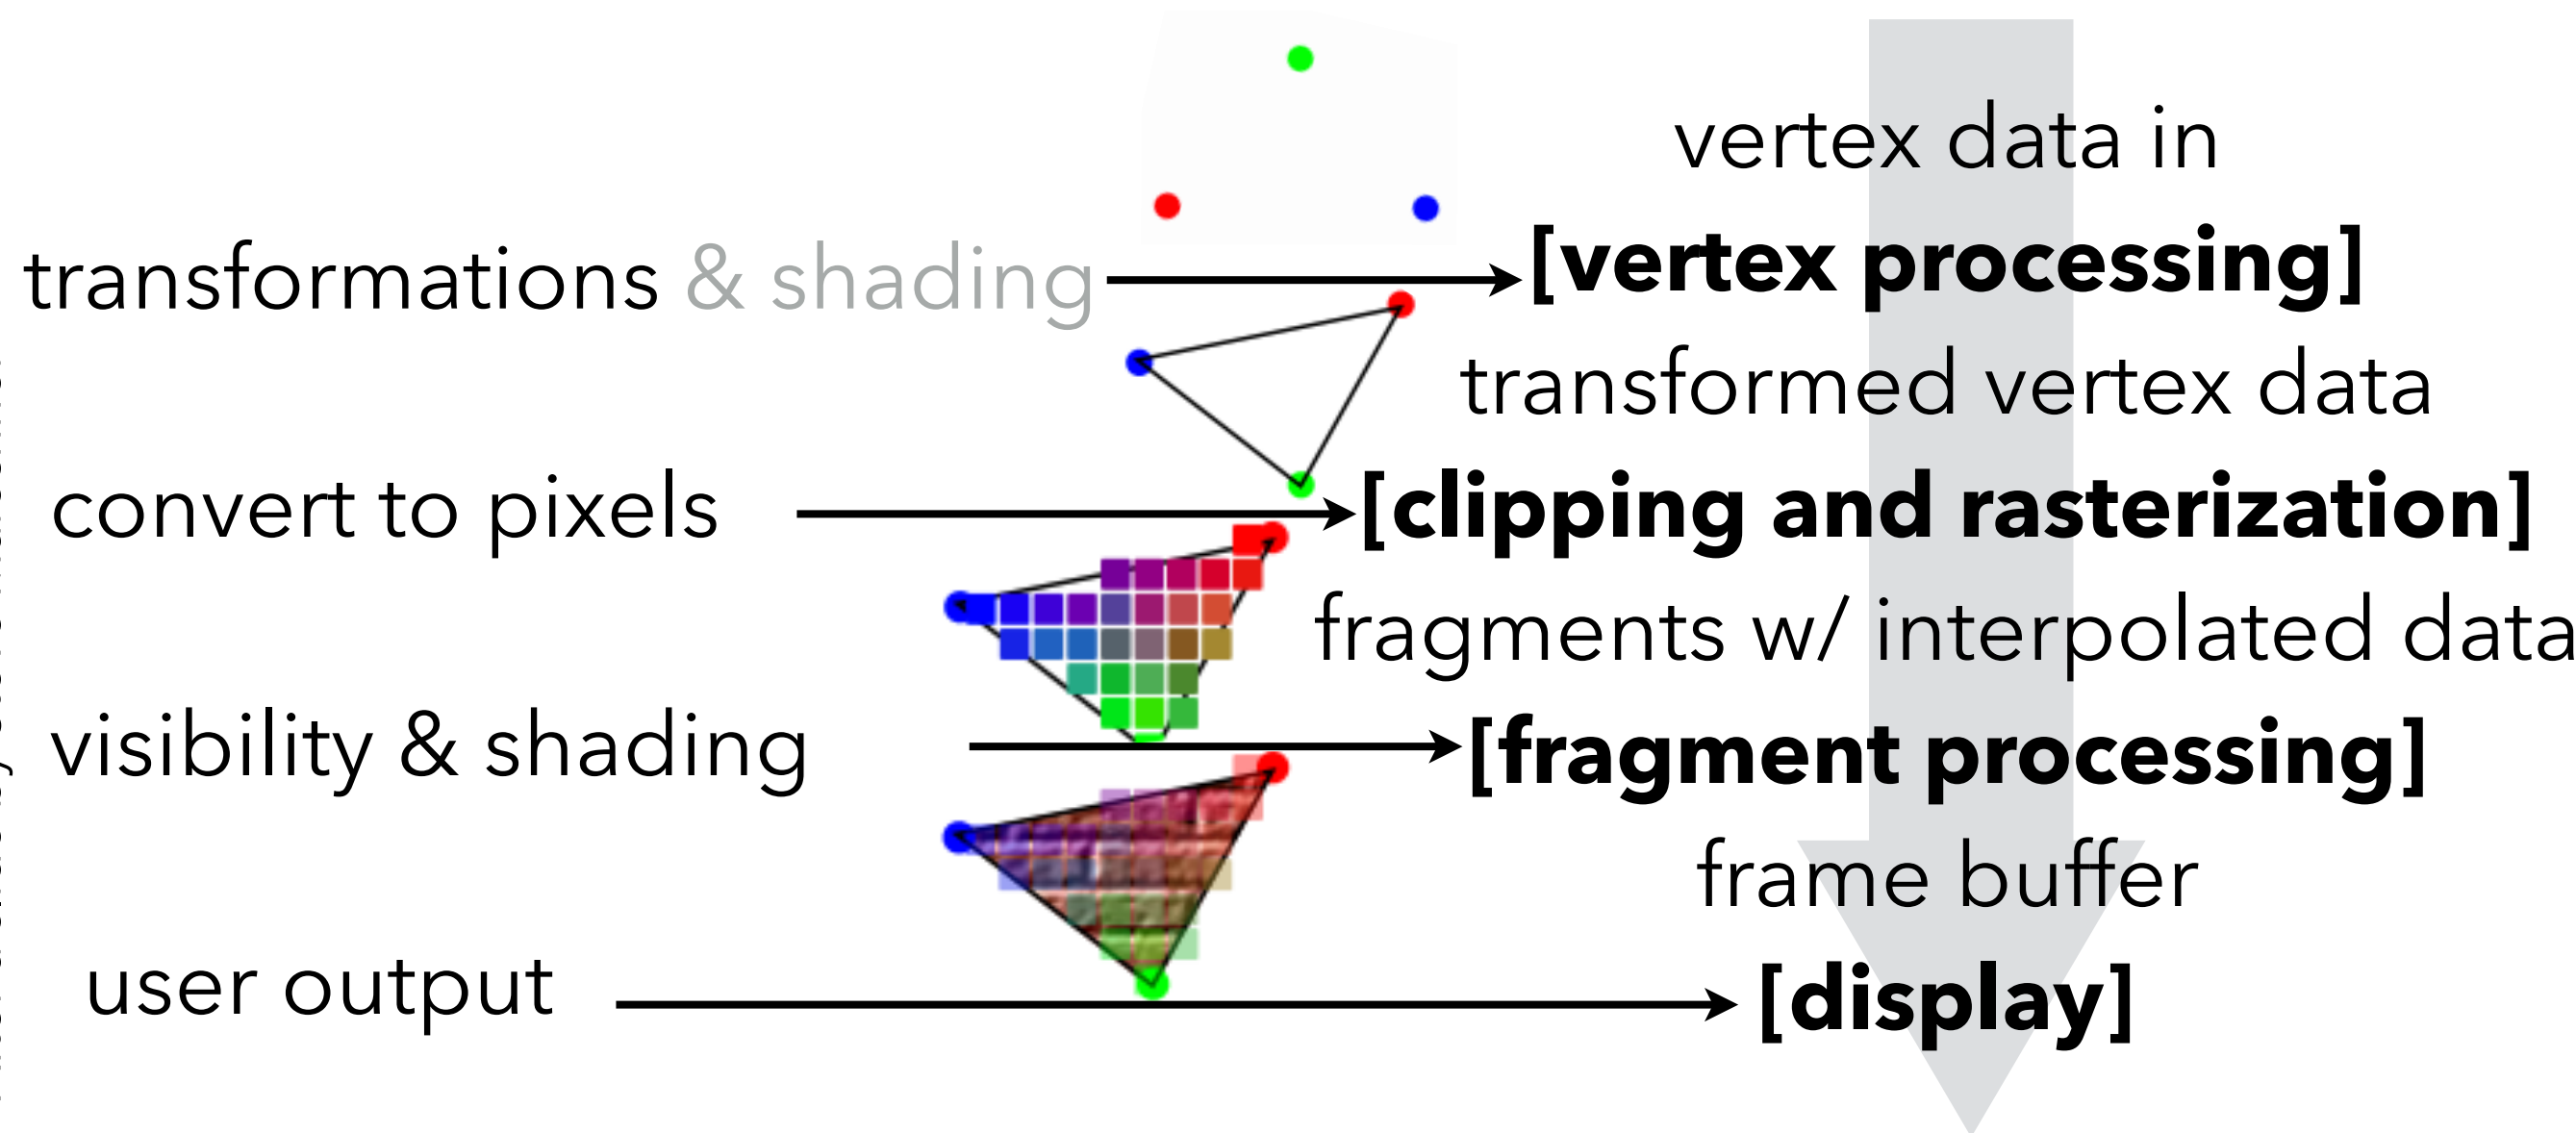 vertex data in
transformations & shading
[vertex processing]
transformed vertex data
convert to pixels
[clipping and rasterization]
fragments w/ interpolated data
visibility & shading
[fragment processing]
frame buffer
user output
[display]